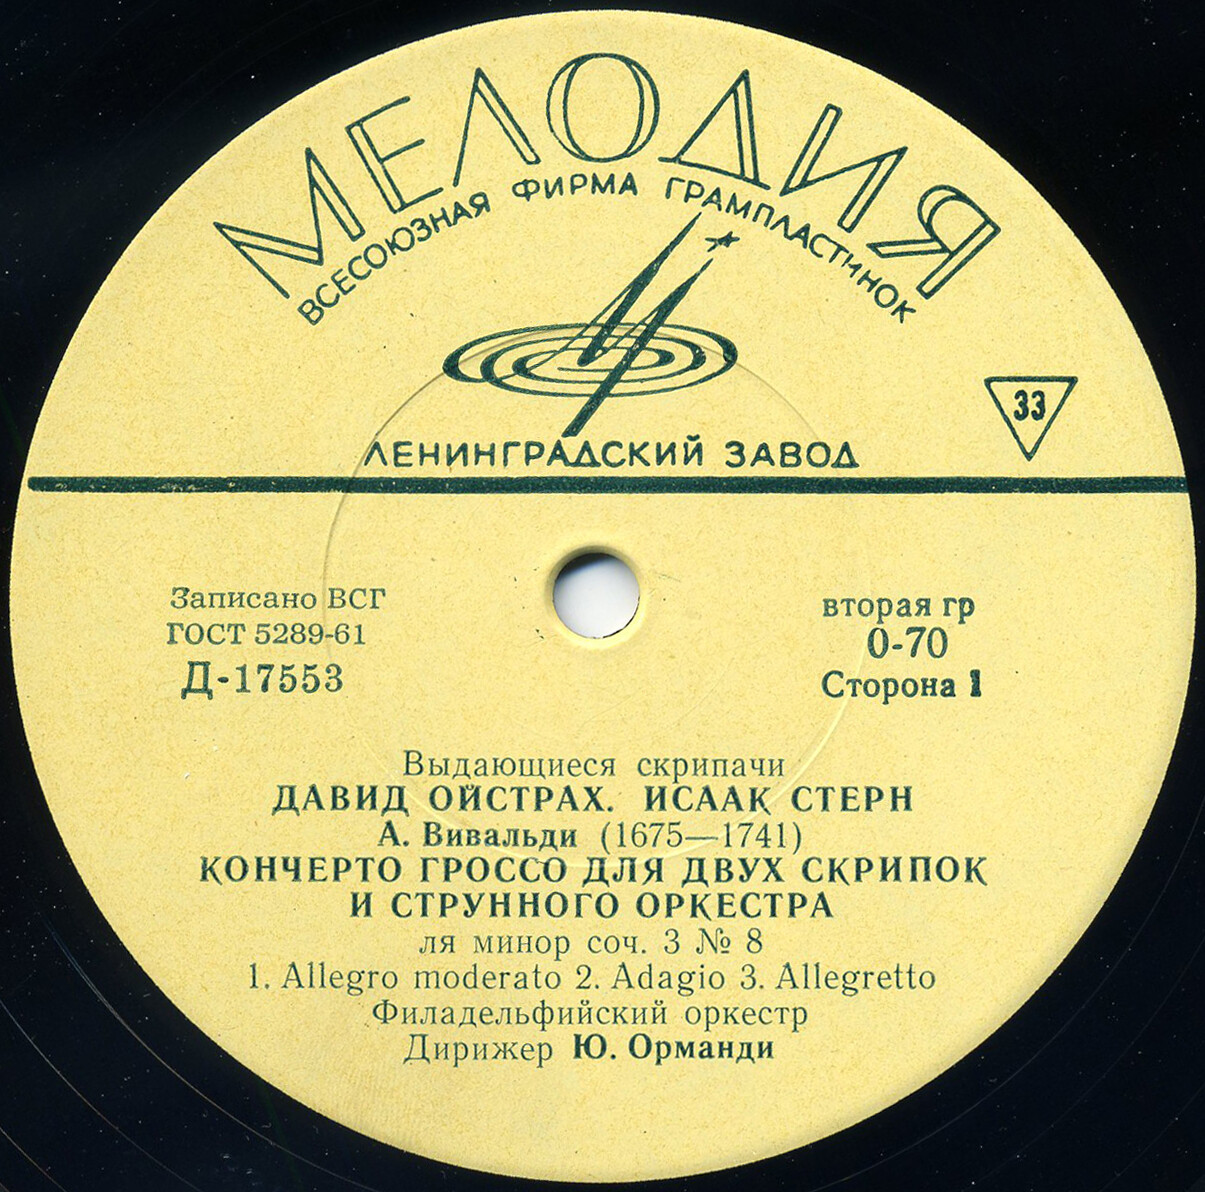 МЕЛОДИЯ
ВСЕСОЮЗНАЯ ФИРМА ГРАМПЛАСТИНОК
33
ЛЕНИНГРАДСКИЙ ЗАВОД
Записано ВСГ
ГОСТ 5289-61
Д-17553
вторая гр
0-70
Сторона 1
Выдающиеся скрипачи
ДАВИД ОЙСТРАХ. ИСААК СТЕРН
А. Вивальди (1675—1741)
КОНЧЕРТО ГРОССО ДЛЯ ДВУХ СКРИПОК
И СТРУННОГО ОРКЕСТРА
ля минор соч. 3 № 8
1. Allegro moderato 2. Adagio 3. Allegretto
Филадельфийский оркестр
Дирижер Ю. Орманди